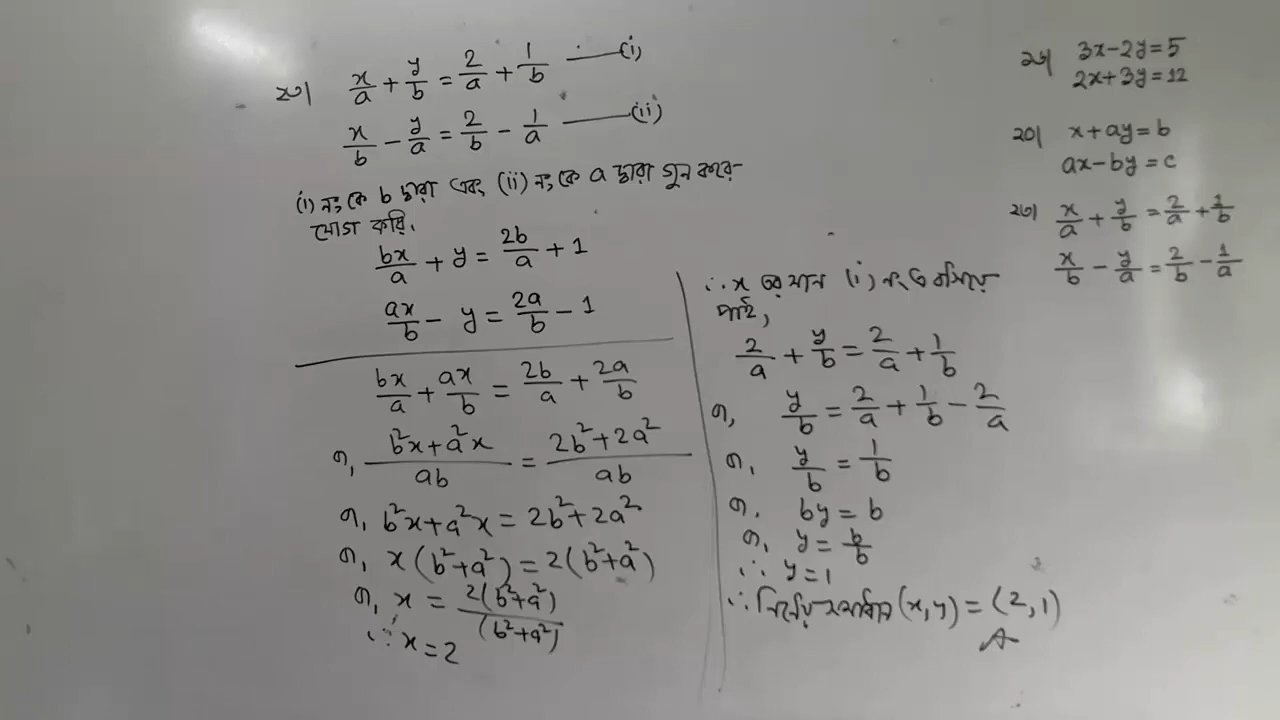 ২৩। x/a + y/b = 2/a + 1/b —(i)
x/b - y/a = 2/b - 1/a —(ii)
(i) নং কে b দ্বারা এবং (ii) নং কে a দ্বারা গুন করে-
যোগ করি,
bx/a + y = 2b/a + 1
ax/b - y = 2a/b - 1
bx/a + ax/b = 2b/a + 2a/b
বা, (b²x + a²x)/ab = (2b² + 2a²)/ab
বা, b²x + a²x = 2b² + 2a²
বা, x(b² + a²) = 2(b² + a²)
বা, x = 2(b² + a²)/(b² + a²)
∴ x = 2
∴ x এর মান (i) নং এ বসিয়ে
পাই,
2/a + y/b = 2/a + 1/b
বা, y/b = 2/a + 1/b - 2/a
বা, y/b = 1/b
বা, by = b
বা, y = b/b
∴ y = 1
∴ নির্ণেয় সমাধান (x, y) = (2, 1)
A
3x - 2y = 5
2x + 3y = 12
২০। x + ay = b
ax - by = c
২৩। x/a + y/b = 2/a + 1/b
x/b - y/a = 2/b - 1/a